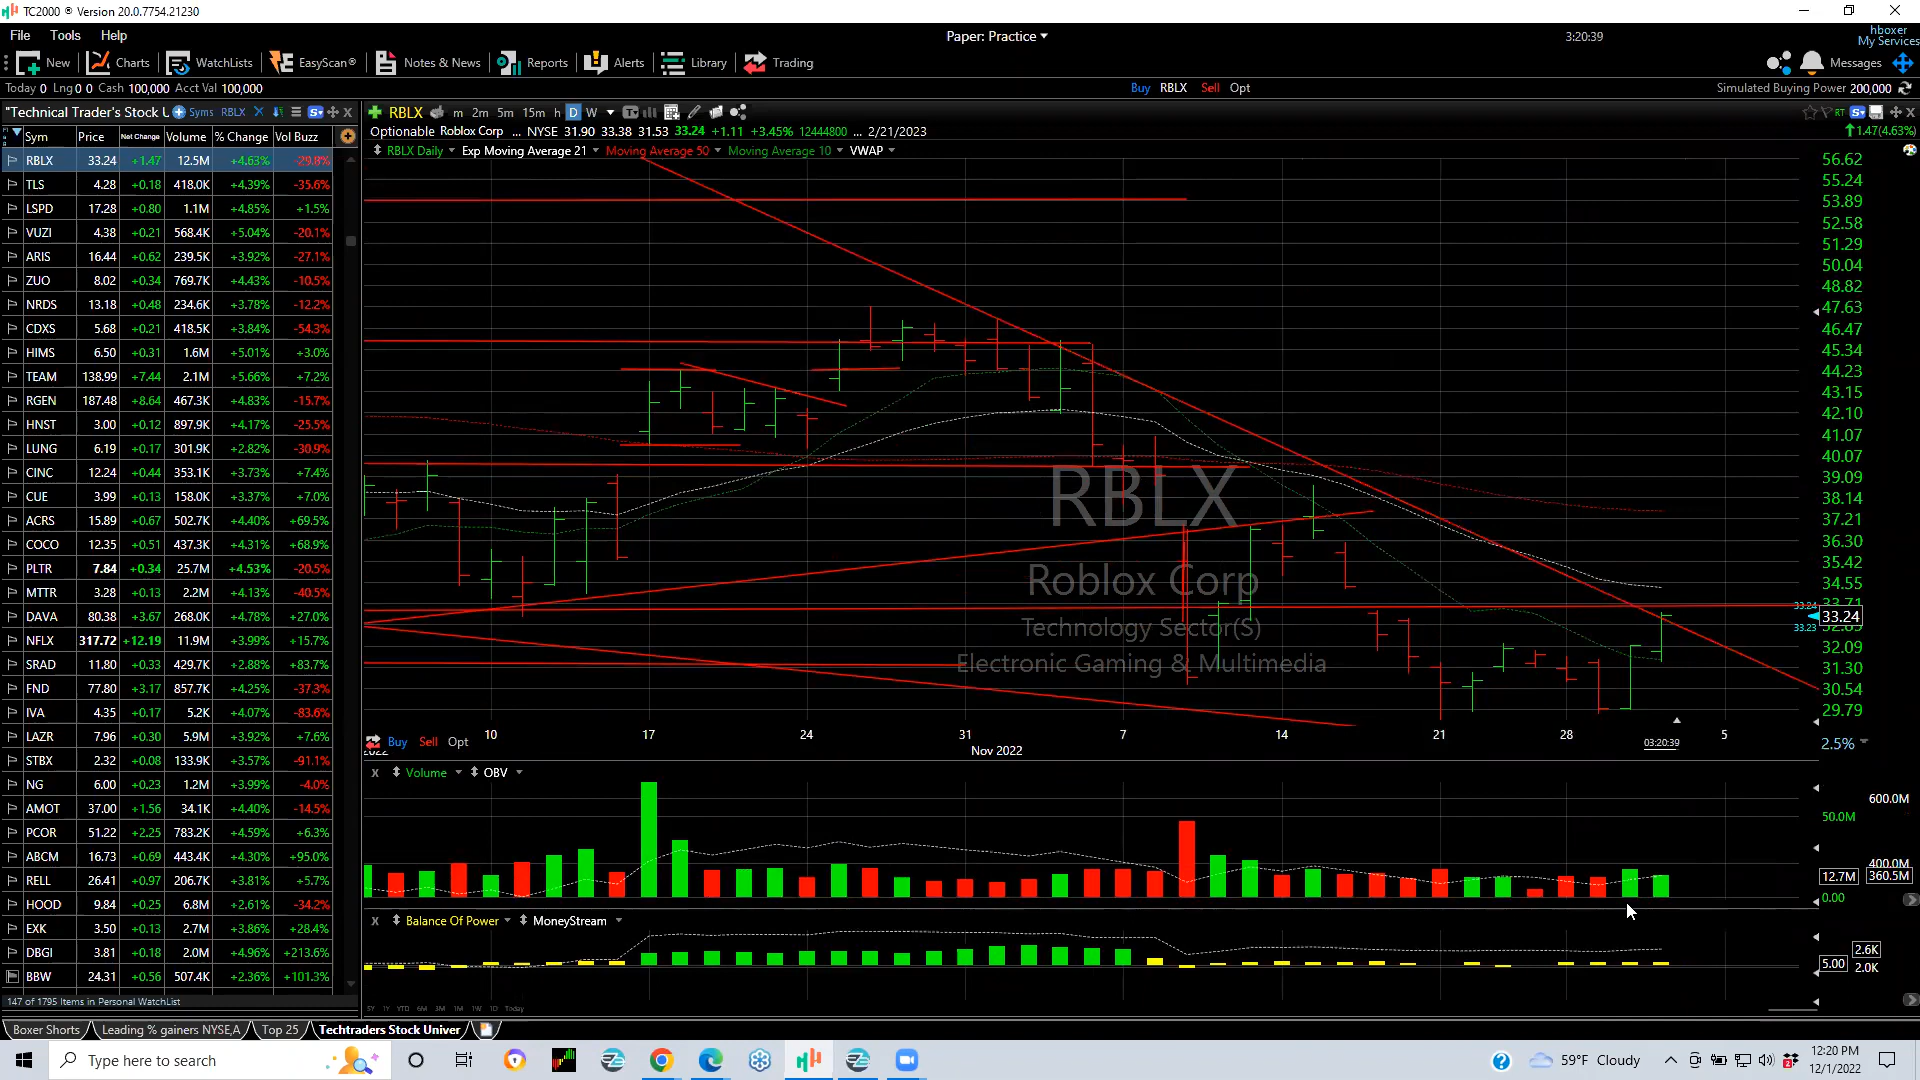 TC2000 ® Version 20.0.7754.21230
File Tools Help
Paper: Practice
3:20:39
hboxer
My Services
New Charts WatchLists EasyScan® Notes & News Reports Alerts Library Trading
Messages
Today 0 Lng 0 0 Cash 100,000 Acct Val 100,000
Buy RBLX Sell Opt
Simulated Buying Power 200,000
"Technical Trader's Stock U Syms RBLX
RBLX m 2m 5m 15m h D W
RT
Sym Price Net Change Volume % Change Vol Buzz
Optionable Roblox Corp ... NYSE 31.90 33.38 31.53 33.24 +1.11 +3.45% 12444800 ... 2/21/2023
1.47(4.63%)
RBLX Daily Exp Moving Average 21 Moving Average 50 Moving Average 10 VWAP
RBLX 33.24 +1.47 12.5M +4.63% -29.8%
TLS 4.28 +0.18 418.0K +4.39% -35.6%
LSPD 17.28 +0.80 1.1M +4.85% +1.5%
VUZI 4.38 +0.21 568.4K +5.04% -20.1%
ARIS 16.44 +0.62 239.5K +3.92% -27.1%
ZUO 8.02 +0.34 769.7K +4.43% -10.5%
NRDS 13.18 +0.48 234.6K +3.78% -12.2%
CDXS 5.68 +0.21 418.5K +3.84% -54.3%
HIMS 6.50 +0.31 1.6M +5.01% +3.0%
TEAM 138.99 +7.44 2.1M +5.66% +7.2%
RGEN 187.48 +8.64 467.3K +4.83% -15.7%
HNST 3.00 +0.12 897.9K +4.17% -25.5%
LUNG 6.19 +0.17 301.9K +2.82% -30.9%
CINC 12.24 +0.44 353.1K +3.73% +7.4%
CUE 3.99 +0.13 158.0K +3.37% +7.0%
ACRS 15.89 +0.67 502.7K +4.40% +69.5%
COCO 12.35 +0.51 437.3K +4.31% +68.9%
PLTR 7.84 +0.34 25.7M +4.53% -20.5%
MTTR 3.28 +0.13 2.2M +4.13% -40.5%
DAVA 80.38 +3.67 268.0K +4.78% +27.0%
NFLX 317.72 +12.19 11.9M +3.99% +15.7%
SRAD 11.80 +0.33 429.7K +2.88% +83.7%
FND 77.80 +3.17 857.7K +4.25% -37.3%
IVA 4.35 +0.17 5.2K +4.07% -83.6%
LAZR 7.96 +0.30 5.9M +3.92% +7.6%
STBX 2.32 +0.08 133.9K +3.57% -91.1%
NG 6.00 +0.23 1.2M +3.99% -4.0%
AMOT 37.00 +1.56 34.1K +4.40% -14.5%
PCOR 51.22 +2.25 783.2K +4.59% +6.3%
ABCM 16.73 +0.69 443.4K +4.30% +95.0%
RELL 26.41 +0.97 206.7K +3.81% +5.7%
HOOD 9.84 +0.25 6.8M +2.61% -34.2%
EXK 3.50 +0.13 2.7M +3.86% +28.4%
DBGI 3.81 +0.18 2.0M +4.96% +213.6%
BBW 24.31 +0.56 507.4K +2.36% +101.3%
147 of 1795 Items in Personal WatchList
RBLX
Roblox Corp
Technology Sector(S)
Electronic Gaming & Multimedia
56.62
55.24
53.89
52.58
51.29
50.04
48.82
47.63
46.47
45.34
44.23
43.15
42.10
41.07
40.07
39.09
38.14
37.21
36.30
35.42
34.55
33.71
33.24 33.24
33.23 32.89
32.09
31.30
30.54
29.79
2.5%
Buy Sell Opt
2022
10 17 24 31 7 14 21 28 03:20:39 5
Nov 2022
x Volume OBV
600.0M
50.0M
400.0M
12.7M 360.5M
0.00
x Balance Of Power MoneyStream
2.6K
5.00 2.0K
5Y 1Y YTD 6M 3M 1M 1W 1D Today
Boxer Shorts Leading % gainers NYSE,A Top 25 Techtraders Stock Univer
Type here to search
59°F Cloudy
12:20 PM
12/1/2022